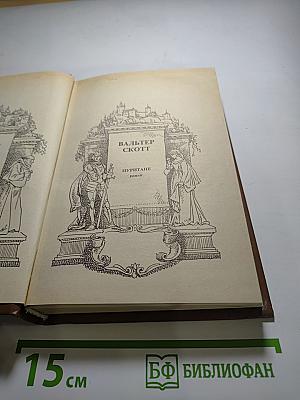 ВАЛЬТЕР
СКОТТ
ПУРИТАНЕ
роман
15 см
БФ БИБЛИОФАН